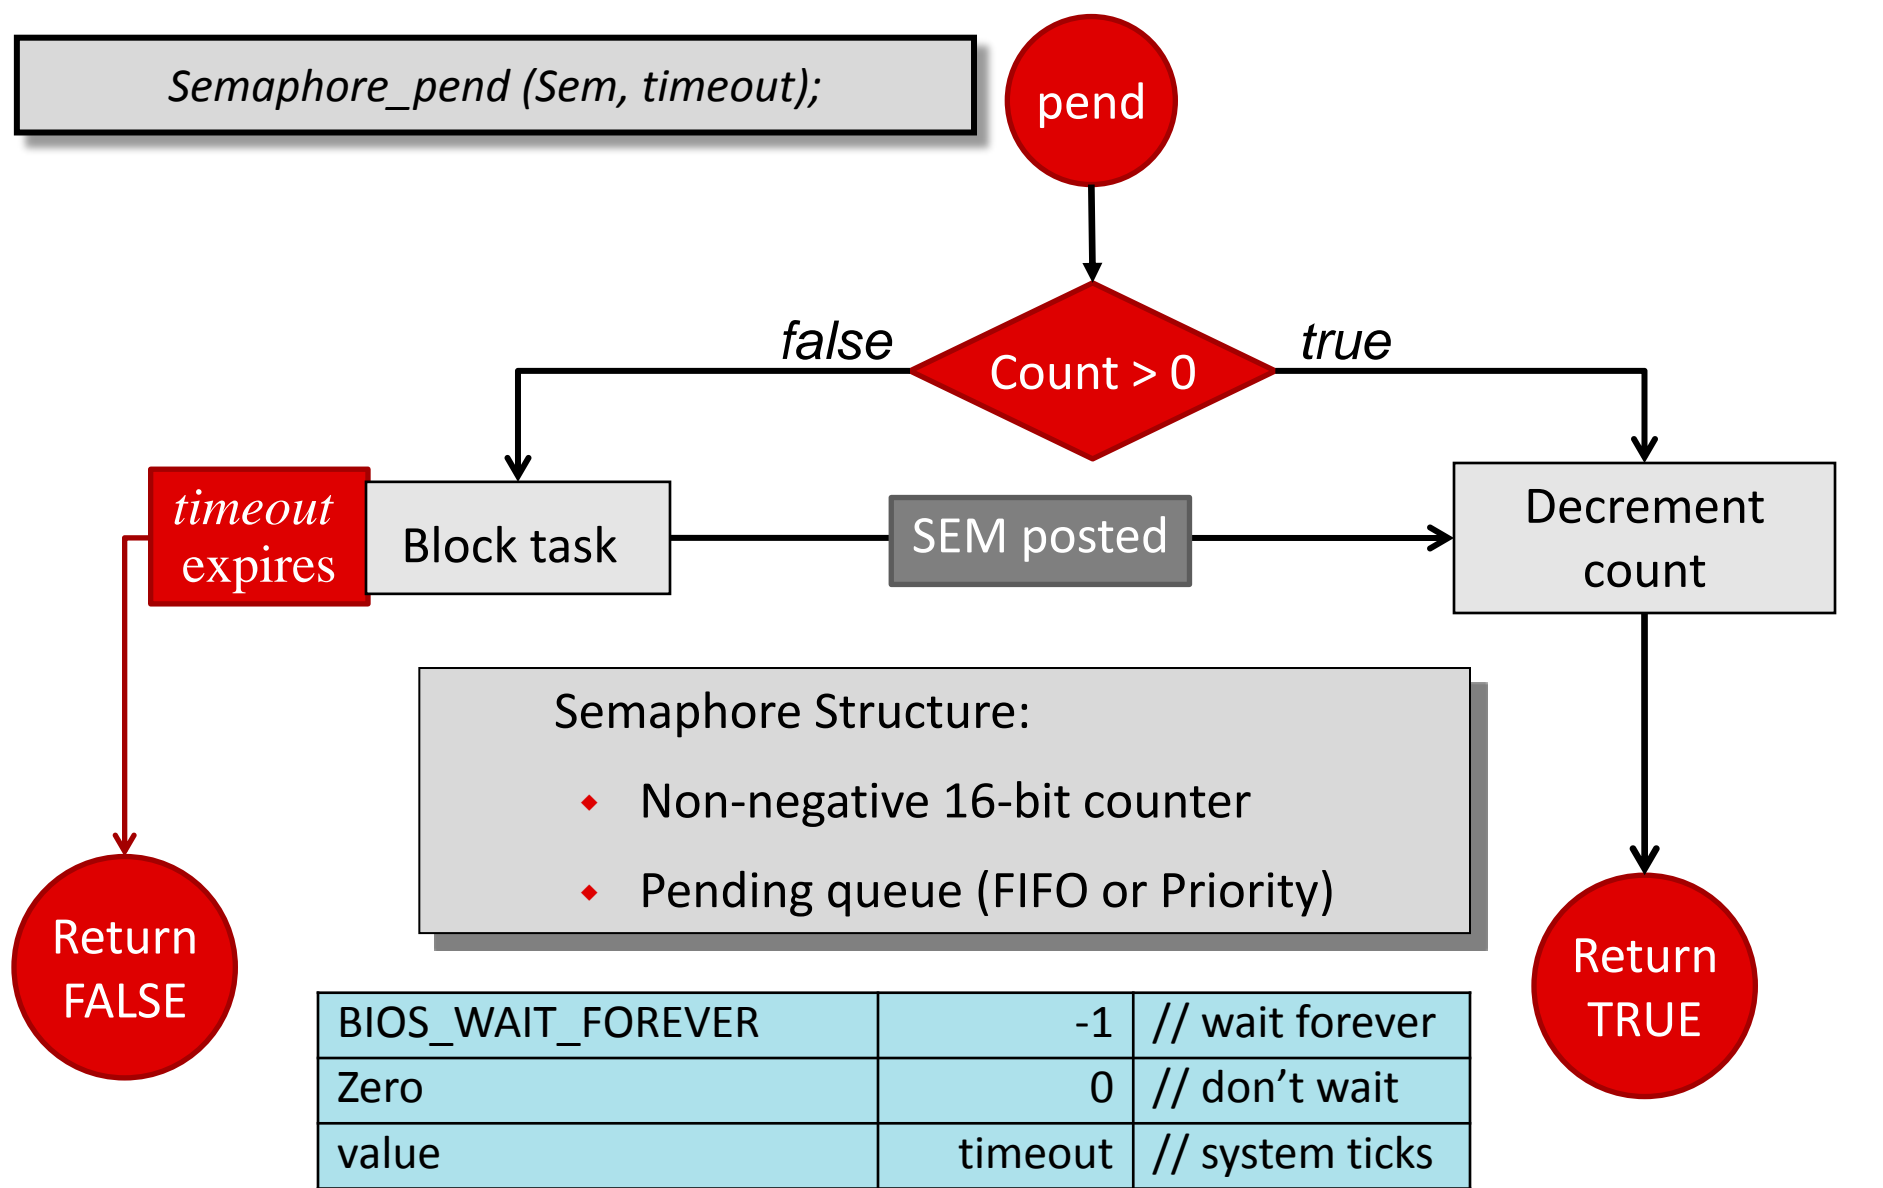 Semaphore_pend (Sem, timeout);
pend
false
true
Count > 0
timeout
expires
Block task
SEM posted
Decrement
count
Semaphore Structure:
Non-negative 16-bit counter
Pending queue (FIFO or Priority)
Return
FALSE
Return
TRUE
BIOS_WAIT_FOREVER -1 // wait forever
Zero 0 // don’t wait
value timeout // system ticks